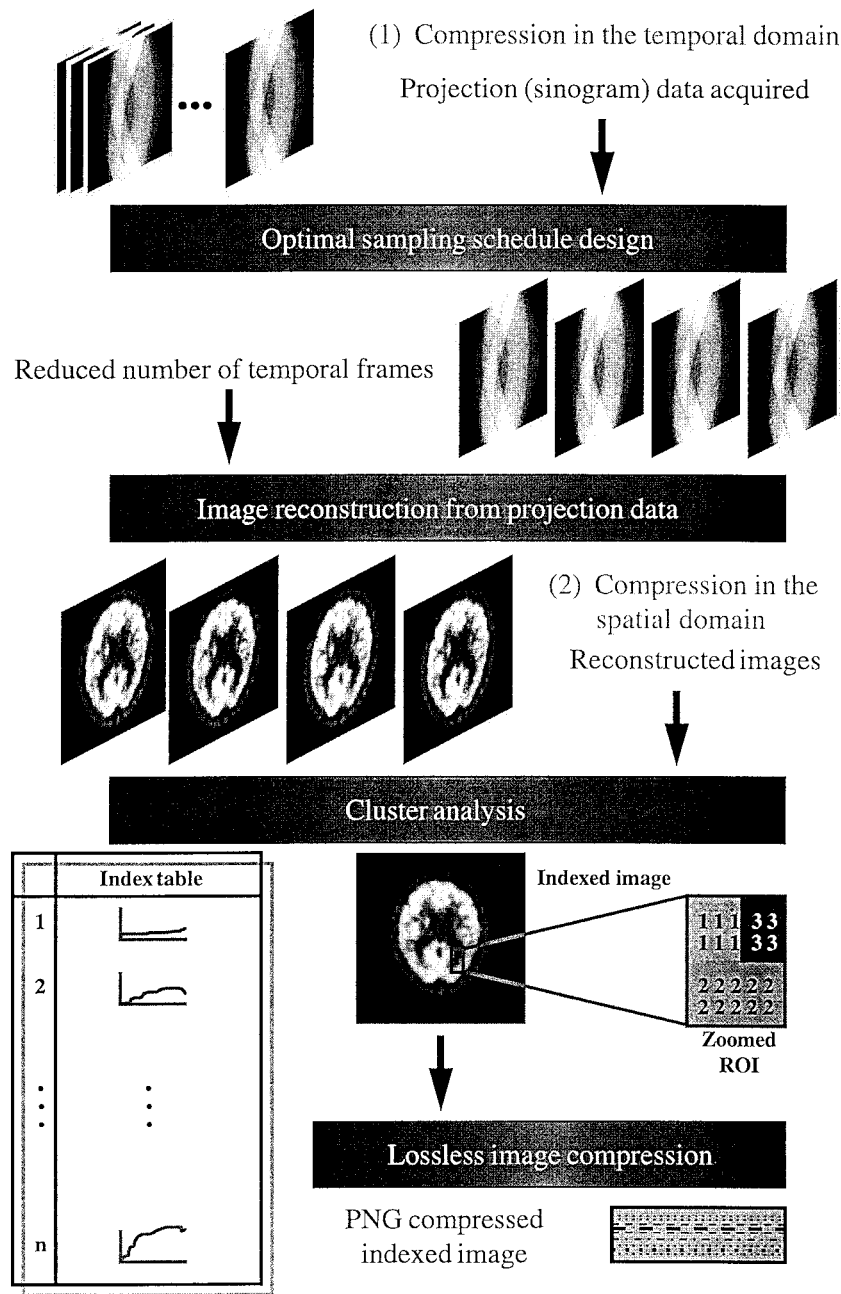 (1) Compression in the temporal domain
Projection (sinogram) data acquired
Optimal sampling schedule design
Reduced number of temporal frames
Image reconstruction from projection data
(2) Compression in the
spatial domain
Reconstructed images
Cluster analysis
Index table
1
2
n
Indexed image
1 1 1 3 3
1 1 1 3 3
2 2 2 2 2
2 2 2 2 2
Zoomed
ROI
Lossless image compression
PNG compressed
indexed image